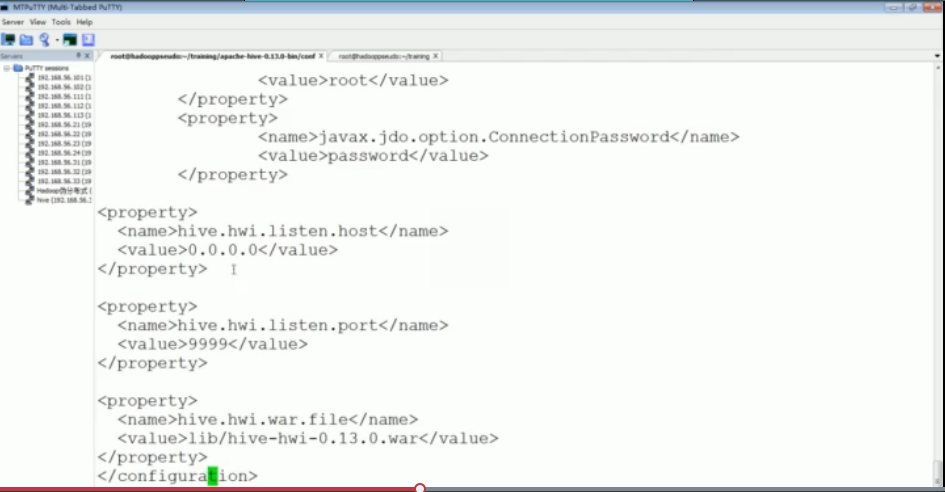 MTPuTTY (Multi-Tabbed PuTTY)
Server View Tools Help
Servers
PuTTY sessions
192.168.56.101 (1
192.168.56.102 (1
192.168.56.111 (1
192.168.56.112 (1
192.168.56.113 (1
192.168.56.21 (19
192.168.56.22 (19
192.168.56.23 (19
192.168.56.24 (19
192.168.56.31 (19
192.168.56.32 (19
192.168.56.33 (19
Hadoop伪分布式 (
hive (192.168.56.
root@hadooppseudo:~/training/apache-hive-0.13.0-bin/conf X
root@hadooppseudo:~/training X
<value>root</value>
</property>
<property>
<name>javax.jdo.option.ConnectionPassword</name>
<value>password</value>
</property>
<property>
<name>hive.hwi.listen.host</name>
<value>0.0.0.0</value>
</property>
<property>
<name>hive.hwi.listen.port</name>
<value>9999</value>
</property>
<property>
<name>hive.hwi.war.file</name>
<value>lib/hive-hwi-0.13.0.war</value>
</property>
</configuration>